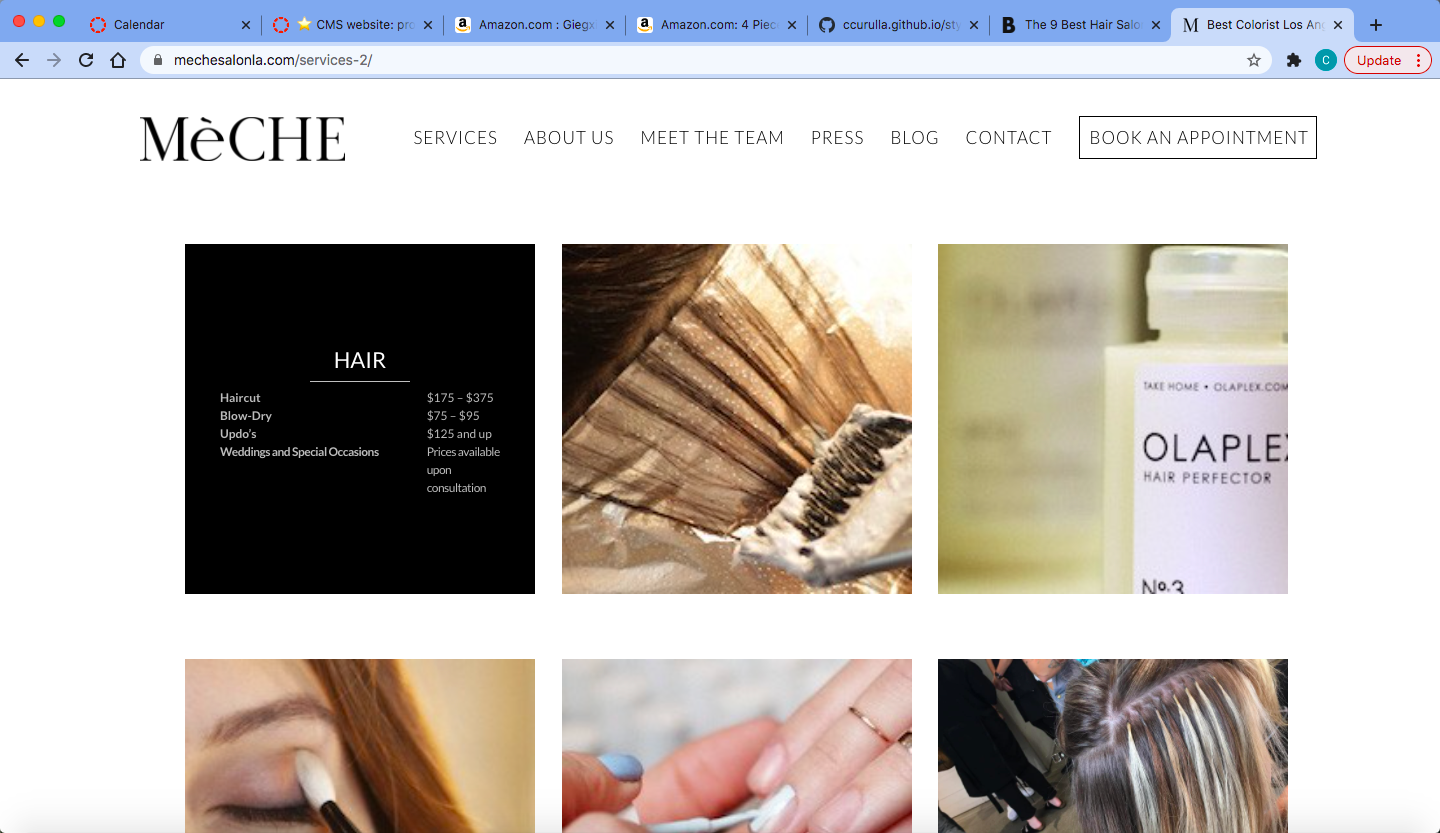 Calendar
CMS website: pro
Amazon.com : Giegx
Amazon.com: 4 Piec
ccurulla.github.io/sty
The 9 Best Hair Salo
Best Colorist Los Ang
mechesalonla.com/services-2/
C
Update
MèCHE
SERVICES
ABOUT US
MEET THE TEAM
PRESS
BLOG
CONTACT
BOOK AN APPOINTMENT
HAIR
Haircut $175 – $375
Blow-Dry $75 – $95
Updo's $125 and up
Weddings and Special Occasions Prices available
upon
consultation
TAKE HOME • OLAPLEX.COM
OLAPLEX
HAIR PERFECTOR
Nº.3